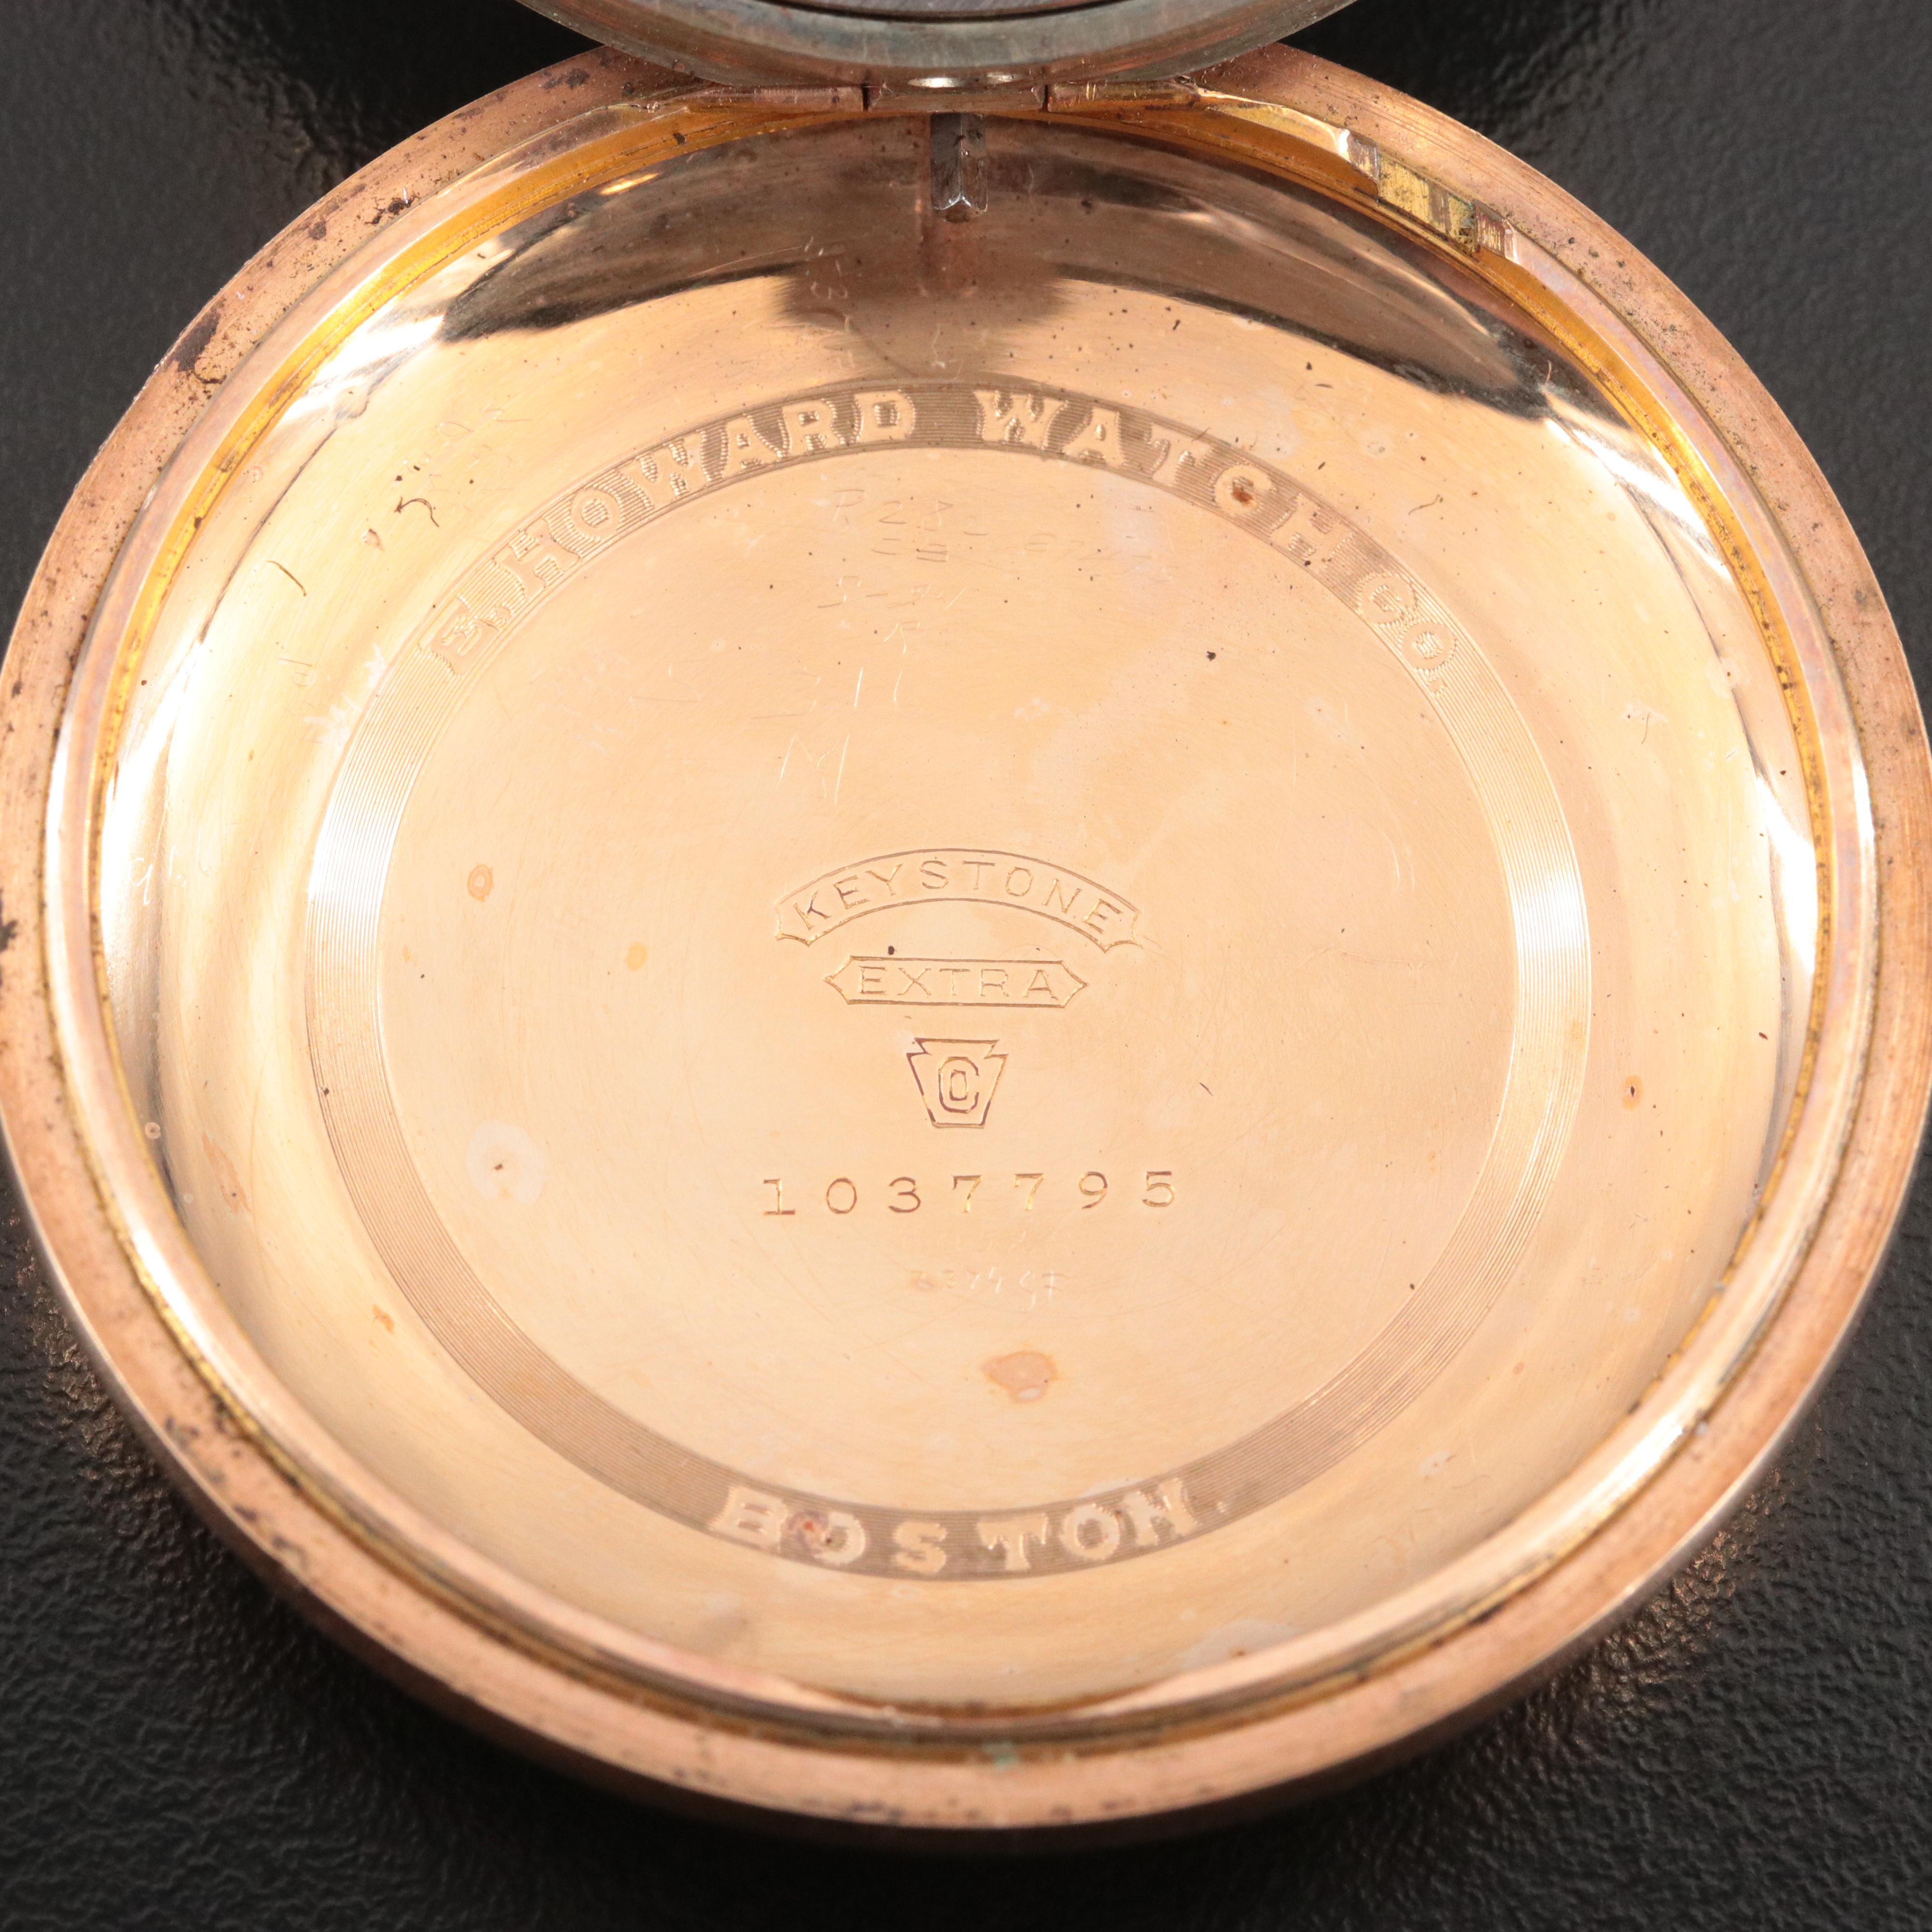 E. HOWARD WATCH CO.
KEYSTONE
EXTRA
C
1037795
BOSTON.